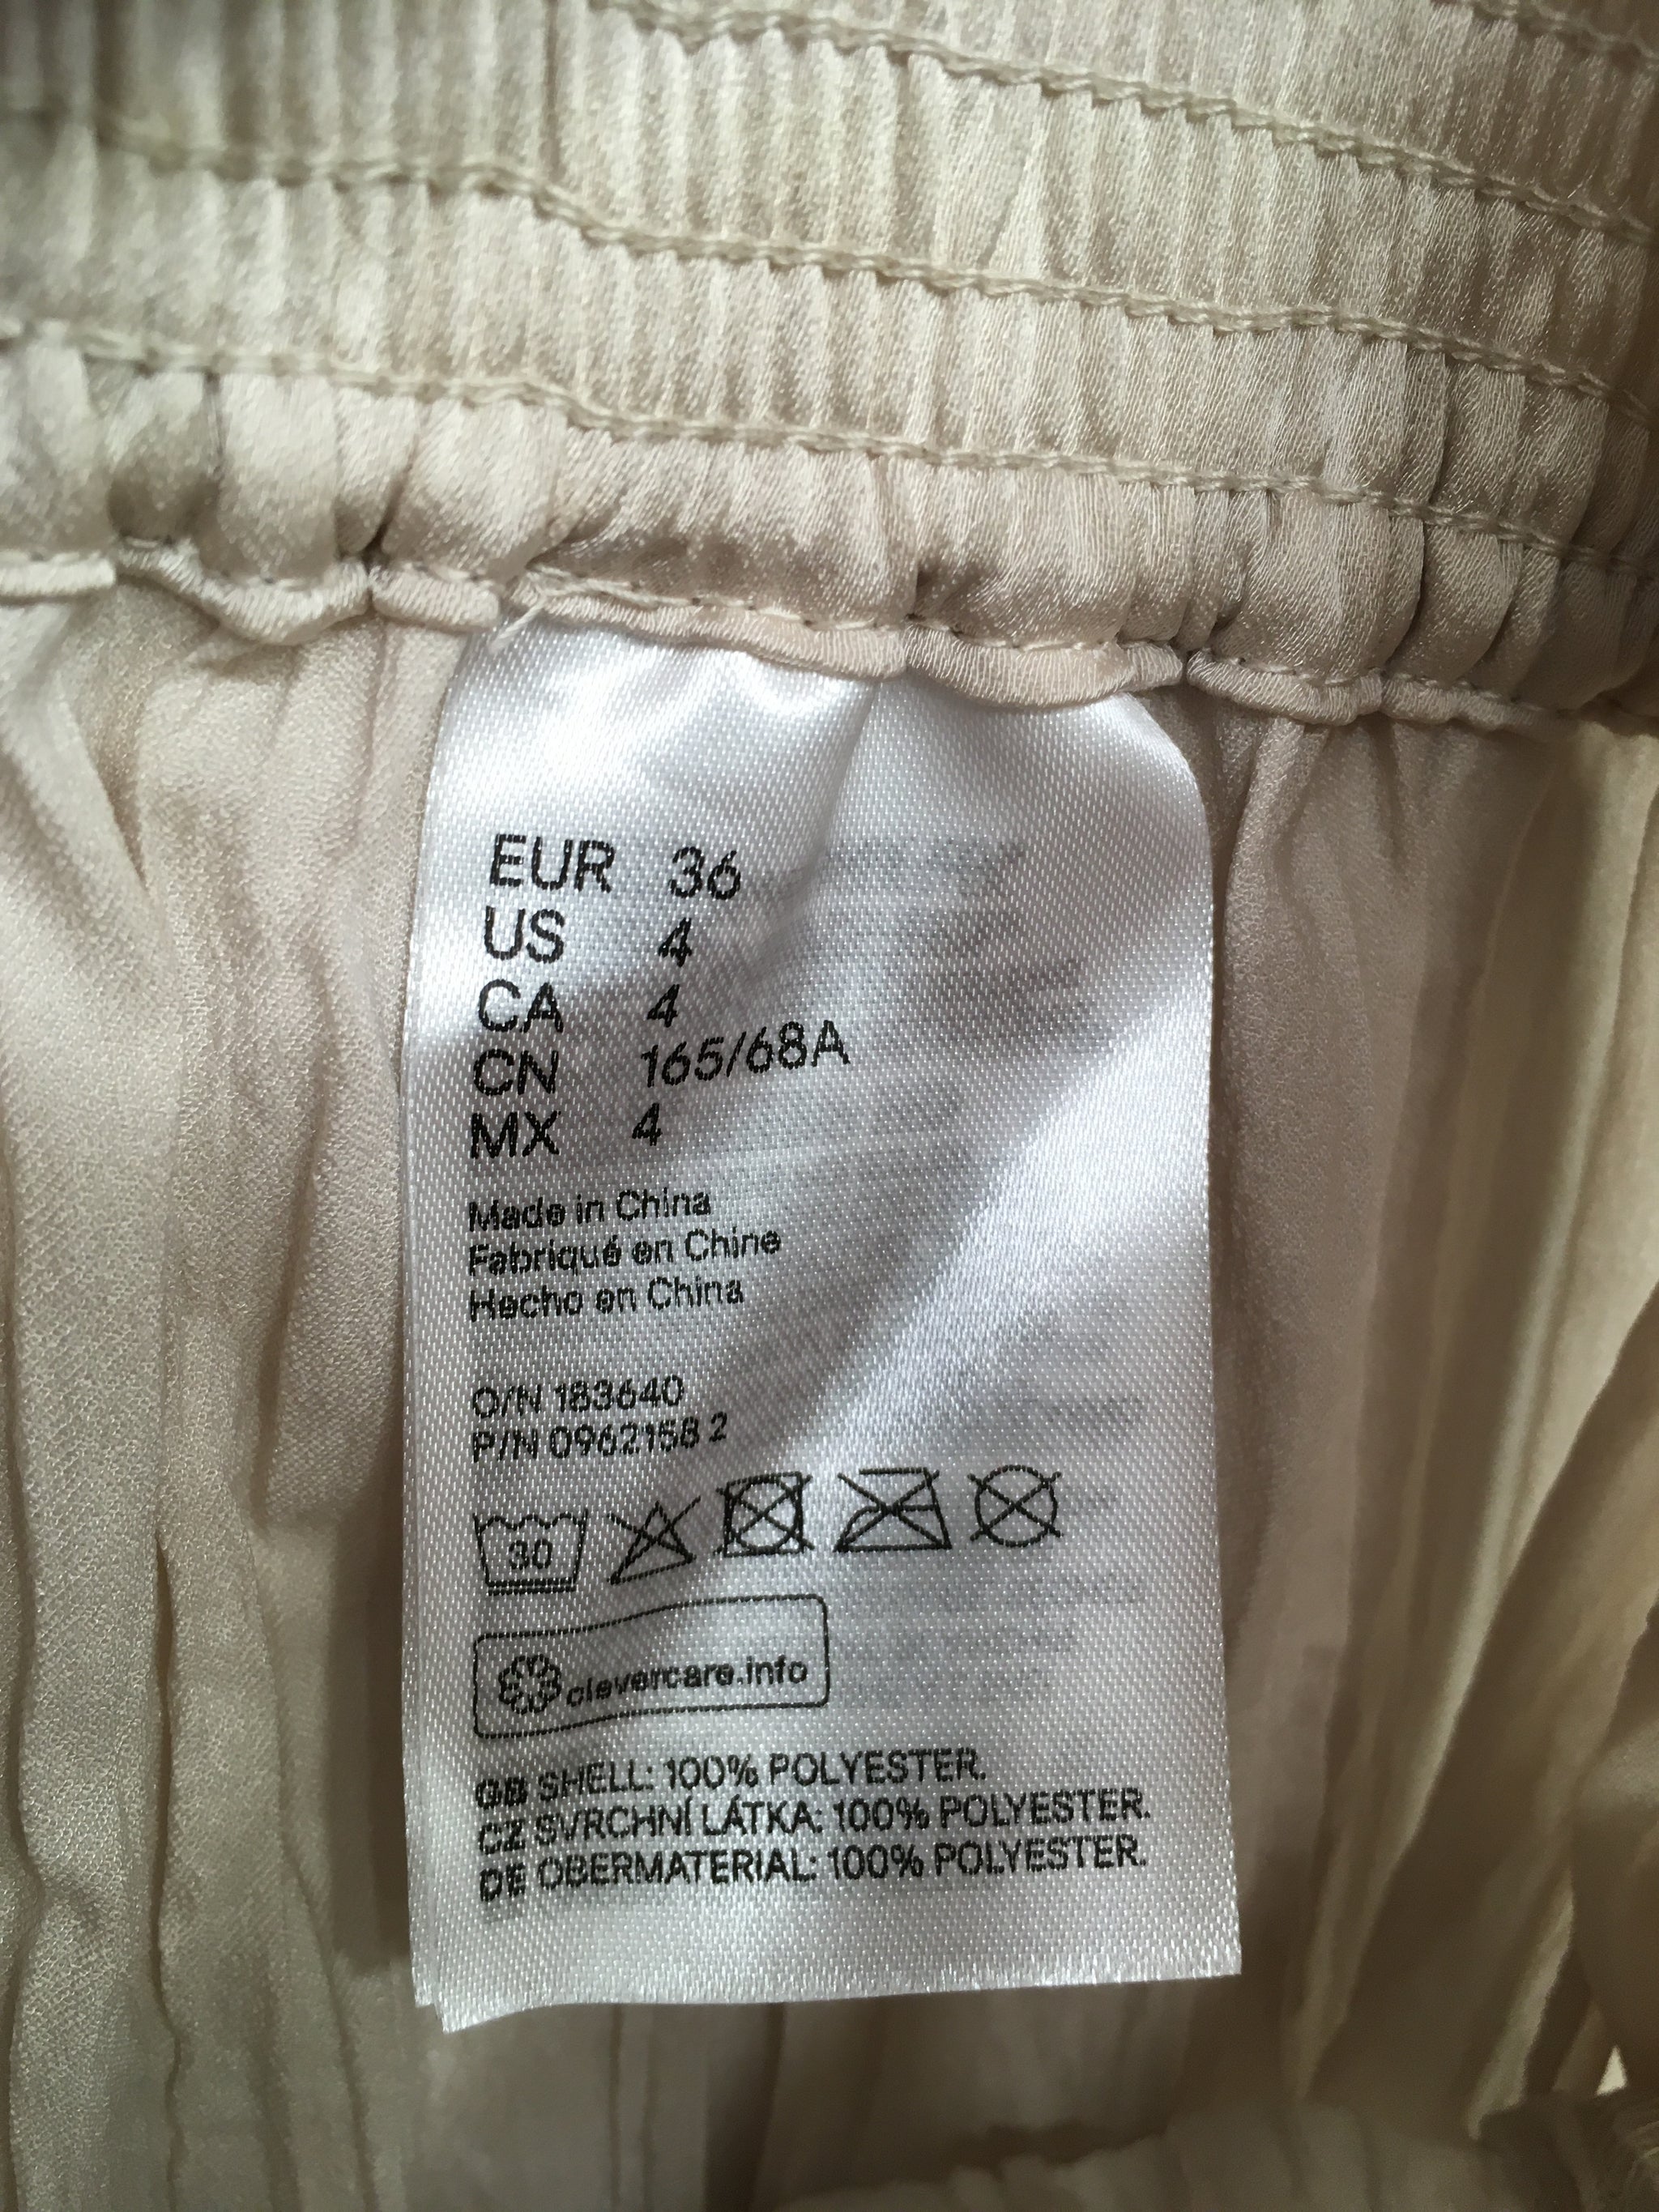 EUR 36
US 4
CA 4
CN 165/68A
MX 4
Made in China
Fabriqué en Chine
Hecho en China
O/N 183640
P/N 0962158 2
30
clevercare.info
GB SHELL: 100% POLYESTER.
CZ SVRCHNÍ LÁTKA: 100% POLYESTER.
DE OBERMATERIAL: 100% POLYESTER.